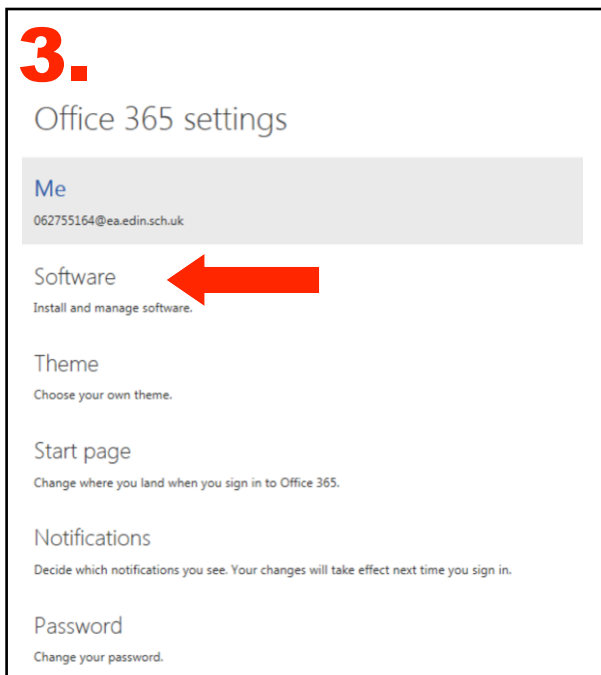 3.
Office 365 settings
Me
062755164@ea.edin.sch.uk
Software
Install and manage software.
Theme
Choose your own theme.
Start page
Change where you land when you sign in to Office 365.
Notifications
Decide which notifications you see. Your changes will take effect next time you sign in.
Password
Change your password.